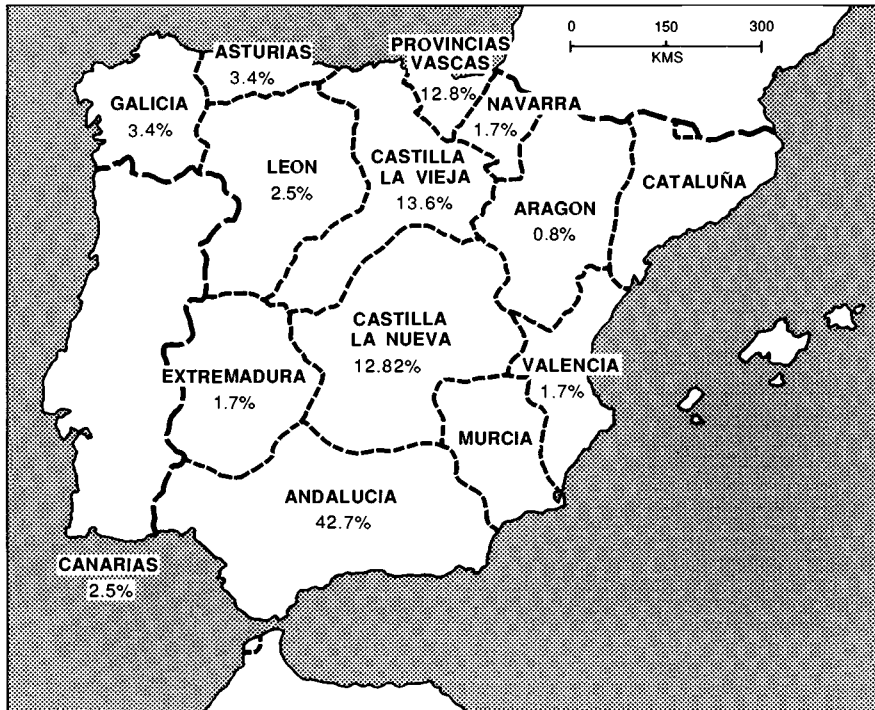 0 150 300
KMS
ASTURIAS
3.4%
PROVINCIAS
VASCAS
12.8%
GALICIA
3.4%
NAVARRA
1.7%
LEON
2.5%
CASTILLA
LA VIEJA
13.6%
CATALUÑA
ARAGON
0.8%
CASTILLA
LA NUEVA
12.82%
EXTREMADURA
1.7%
VALENCIA
1.7%
MURCIA
ANDALUCIA
42.7%
CANARIAS
2.5%